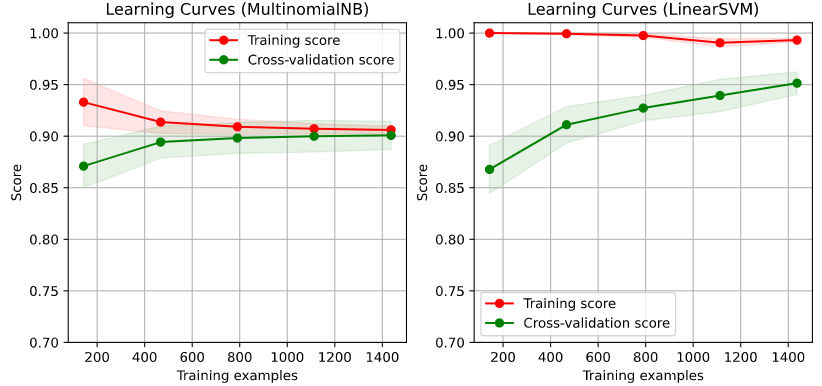 Learning Curves (MultinomialNB)
1.00
0.95
0.90
0.85
0.80
0.75
0.70
Score
Training score
Cross-validation score
200 400 600 800 1000 1200 1400
Training examples
Learning Curves (LinearSVM)
1.00
0.95
0.90
0.85
0.80
0.75
0.70
Score
Training score
Cross-validation score
200 400 600 800 1000 1200 1400
Training examples